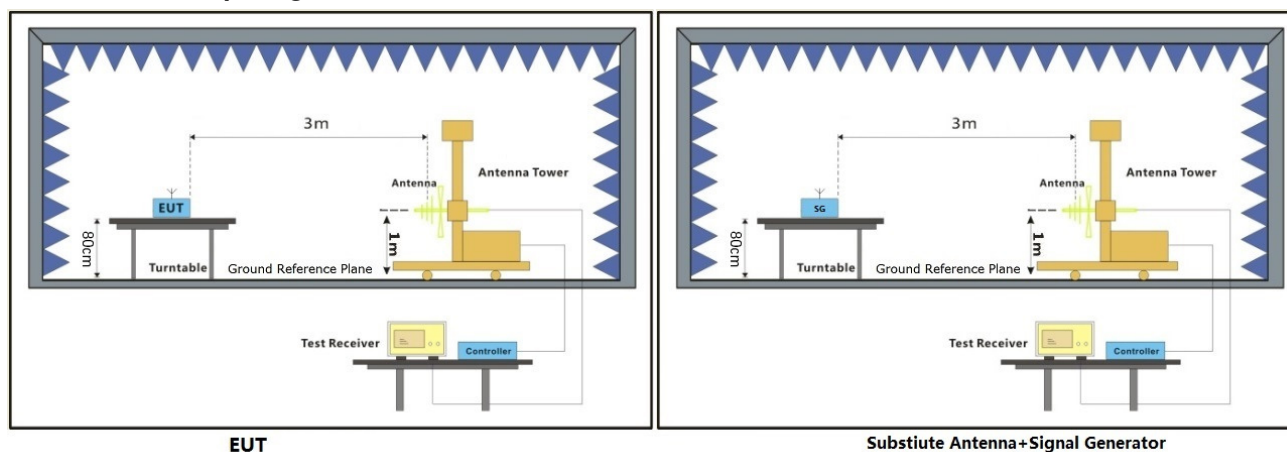 3m
Antenna
Antenna Tower
EUT
80cm
1m
Turntable
Ground Reference Plane
Test Receiver
Controller
EUT
3m
Antenna
Antenna Tower
SG
80cm
1m
Turntable
Ground Reference Plane
Test Receiver
Controller
Substiute Antenna+Signal Generator